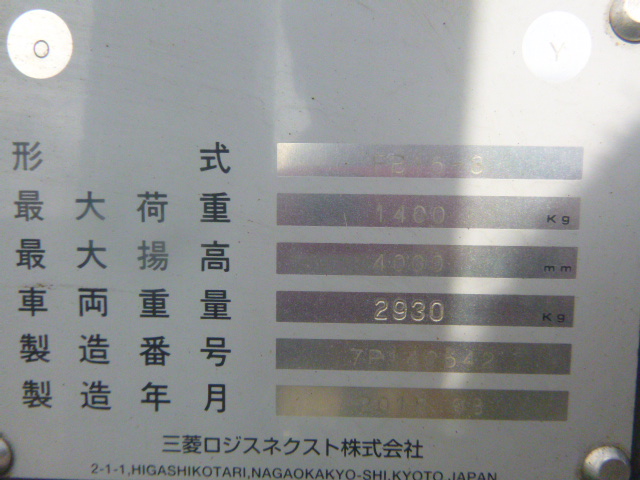 O Y
形 式
最大荷重 1400 Kg
最大揚高 4000 mm
車両重量 2930 Kg
製造番号
製造年月
三菱ロジスネクスト株式会社
2-1-1,HIGASHIKOTARI,NAGAOKAKYO-SHI,KYOTO JAPAN